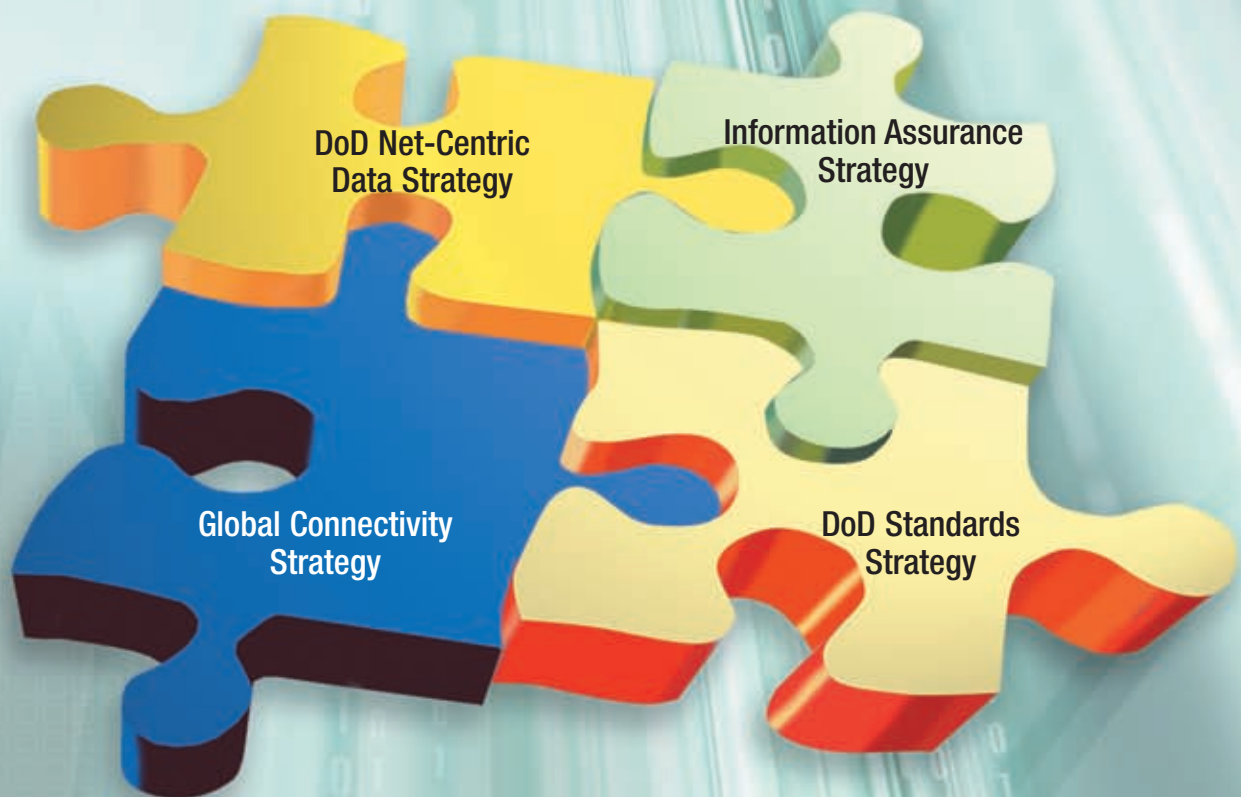 DoD Net-Centric
Data Strategy
Information Assurance
Strategy
Global Connectivity
Strategy
DoD Standards
Strategy